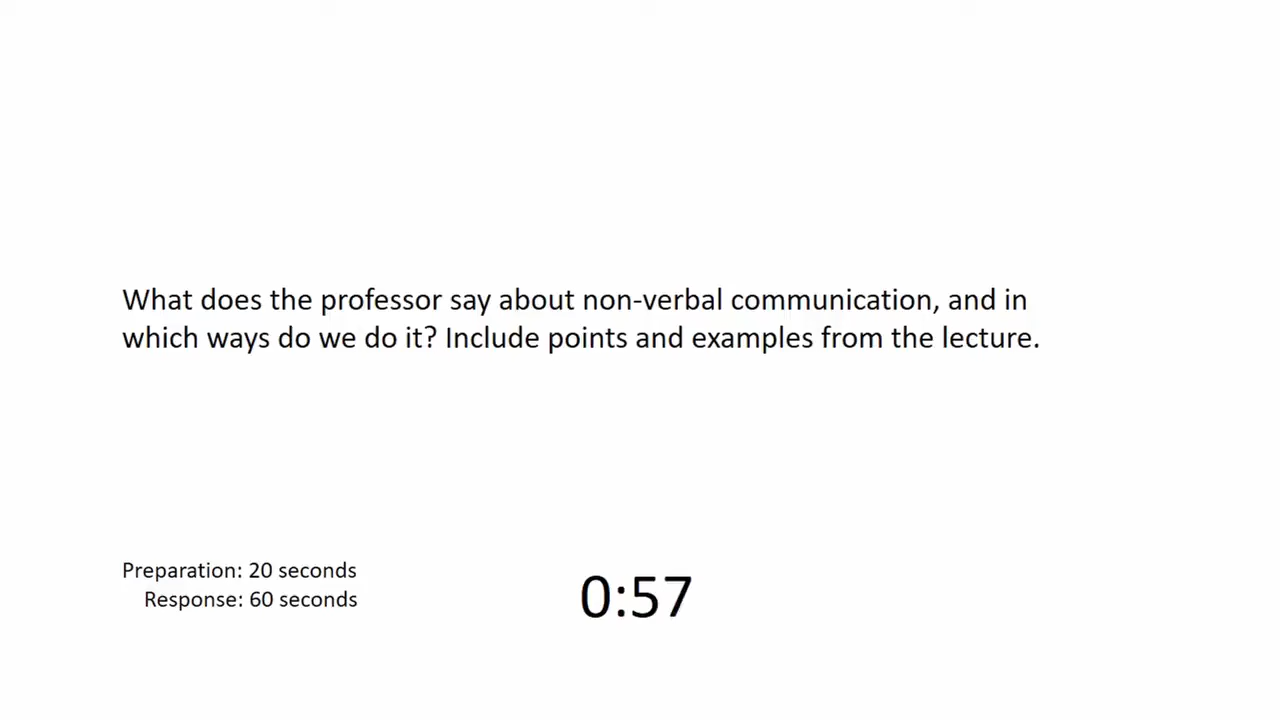 What does the professor say about non-verbal communication, and in
which ways do we do it? Include points and examples from the lecture.
Preparation: 20 seconds
Response: 60 seconds
0:57